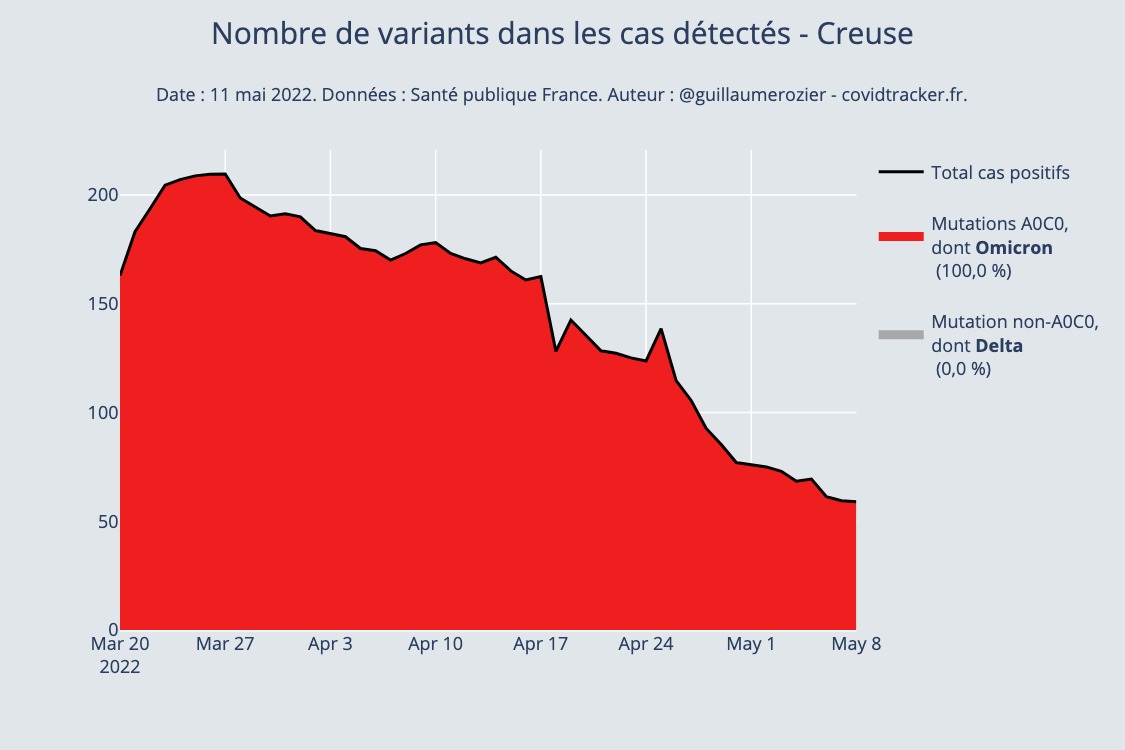 Nombre de variants dans les cas détectés - Creuse
Date : 11 mai 2022. Données : Santé publique France. Auteur : @guillaumerozier - covidtracker.fr.
Total cas positifs
Mutations A0C0,
dont Omicron
(100,0 %)
Mutation non-A0C0,
dont Delta
(0,0 %)
200
150
100
50
0
Mar 20 Mar 27 Apr 3 Apr 10 Apr 17 Apr 24 May 1 May 8
2022